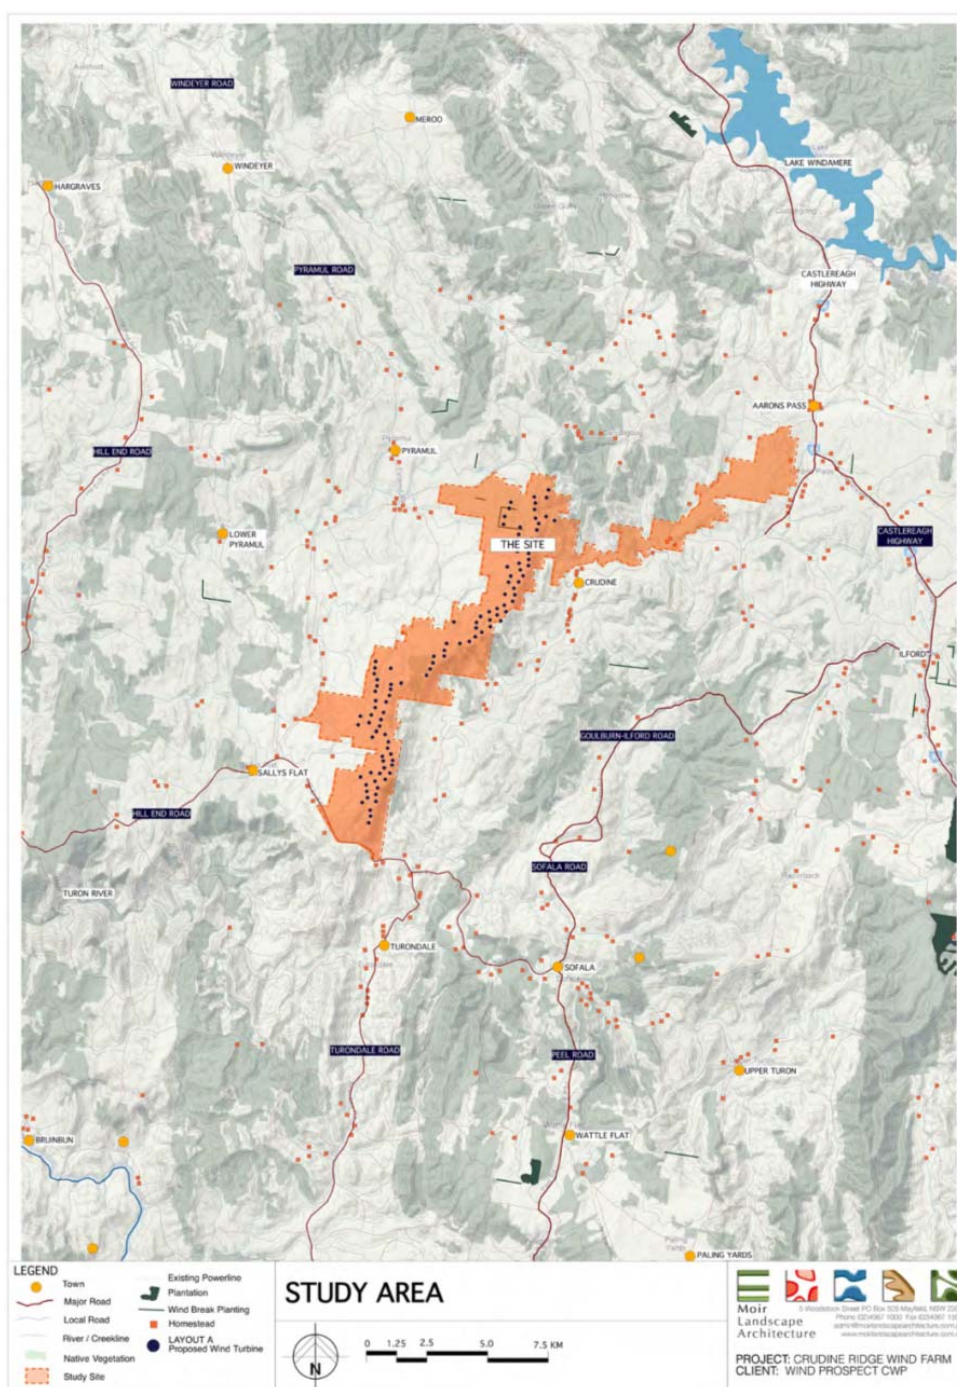 WINDEYER ROAD
MEROO
LAKE WINDAMERE
WINDEYER
HARGRAVES
PYRAMUL ROAD
CASTLEREAGH
HIGHWAY
AARONS PASS
HILL END ROAD
PYRAMUL
LOWER
PYRAMUL
THE SITE
CASTLEREAGH
HIGHWAY
CRUDINE
ILFORD
GOULBURN-ILFORD ROAD
SALLYS FLAT
HILL END ROAD
SOFALA ROAD
TURON RIVER
TURONDALE
SOFALA
TURONDALE ROAD
PEEL ROAD
UPPER TURON
WATTLE FLAT
BRUINBUN
PALING YARDS
LEGEND
Town
Major Road
Local Road
River / Creekline
Native Vegetation
Study Site
Existing Powerline
Plantation
Wind Break Planting
Homestead
LAYOUT A
Proposed Wind Turbine
STUDY AREA
N
0 1.25 2.5 5.0 7.5 KM
Moir
Landscape
Architecture
PROJECT: CRUDINE RIDGE WIND FARM
CLIENT: WIND PROSPECT CWP